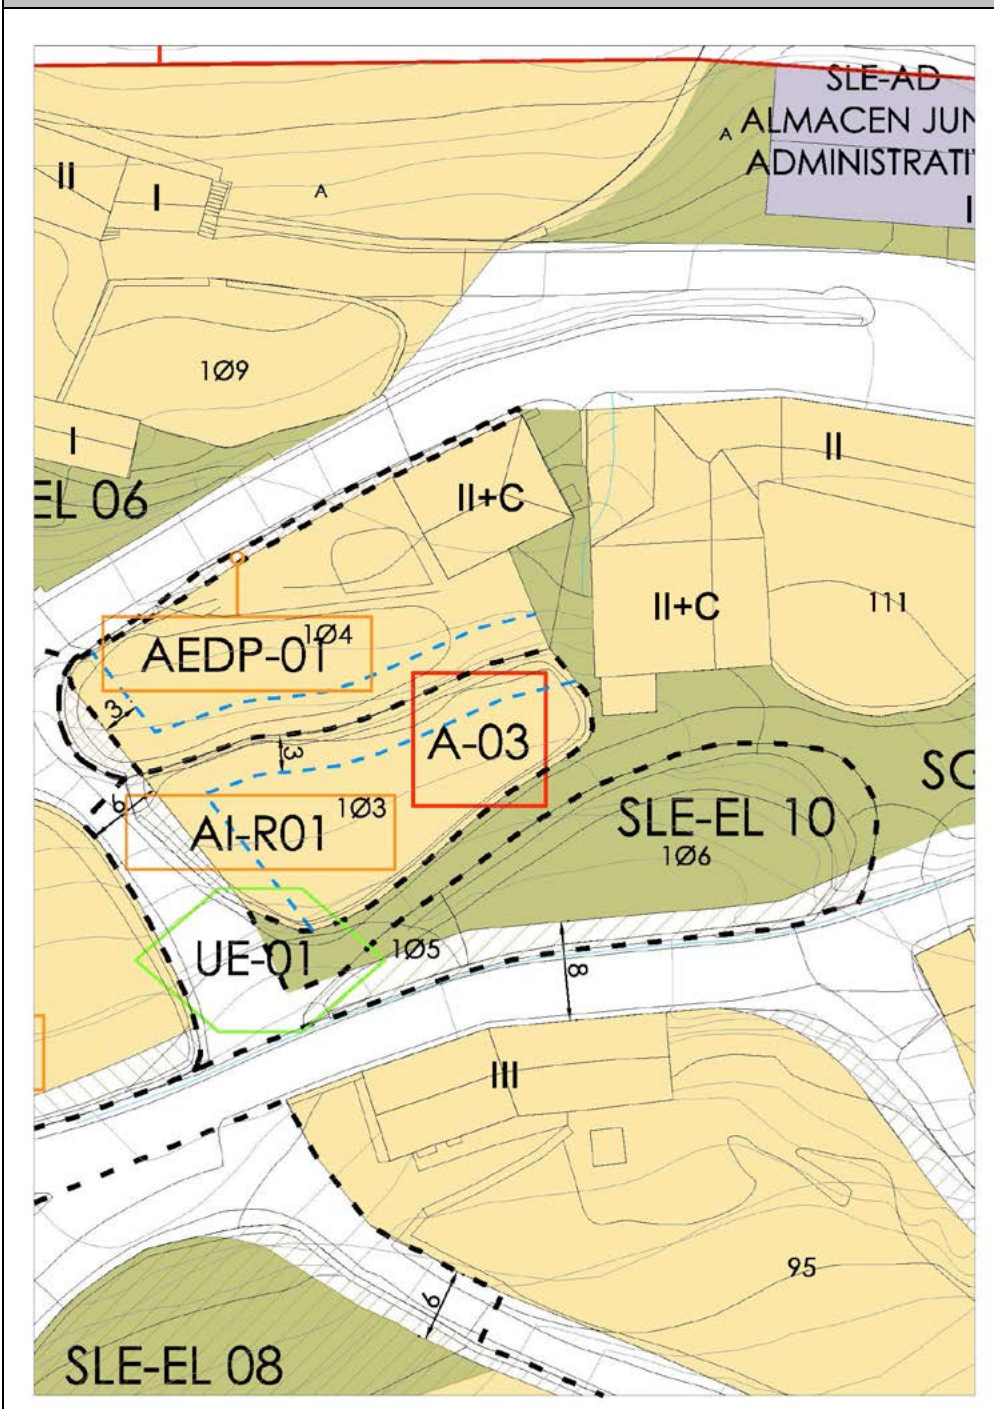 SLE-AD
A ALMACEN JUN
ADMINISTRATI
II
I
A
I
1Ø9
II
I
EL 06
II+C
II+C
111
1Ø4
AEDP-01
3
A-03
3
SG
6
1Ø3
AI-R01
SLE-EL 10
1Ø6
UE-01
1Ø5
8
III
95
6
SLE-EL 08